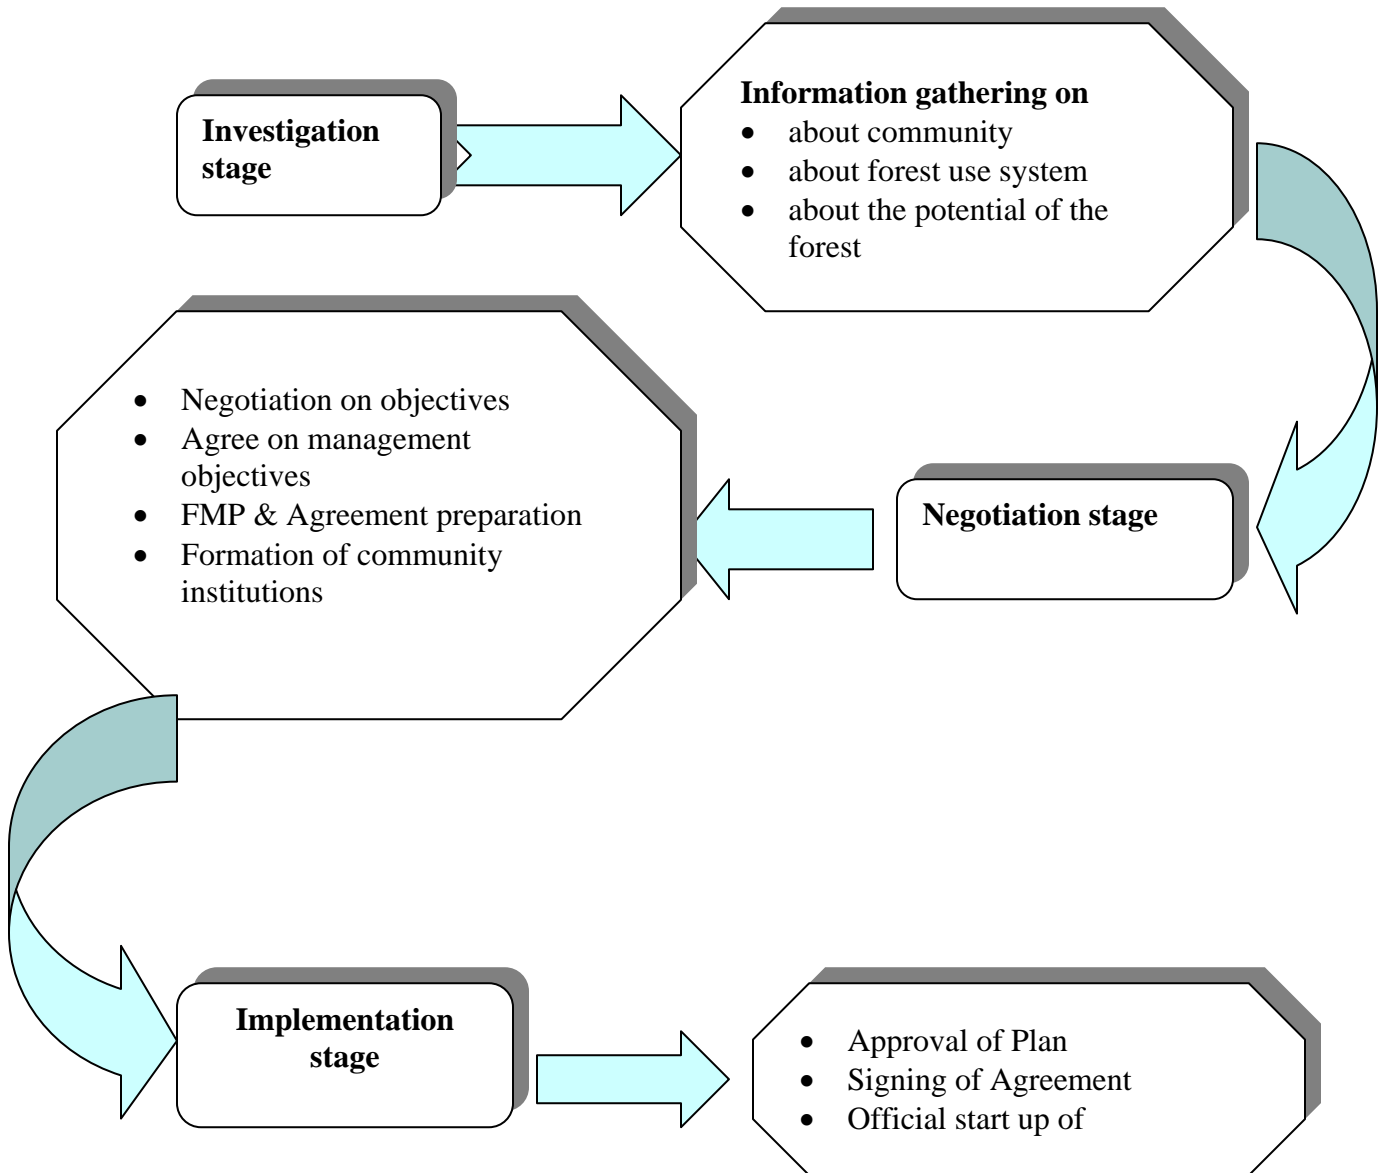 Investigation
stage
Information gathering on
• about community
• about forest use system
• about the potential of the
forest
Negotiation stage
• Negotiation on objectives
• Agree on management
objectives
• FMP & Agreement preparation
• Formation of community
institutions
Implementation
stage
• Approval of Plan
• Signing of Agreement
• Official start up of